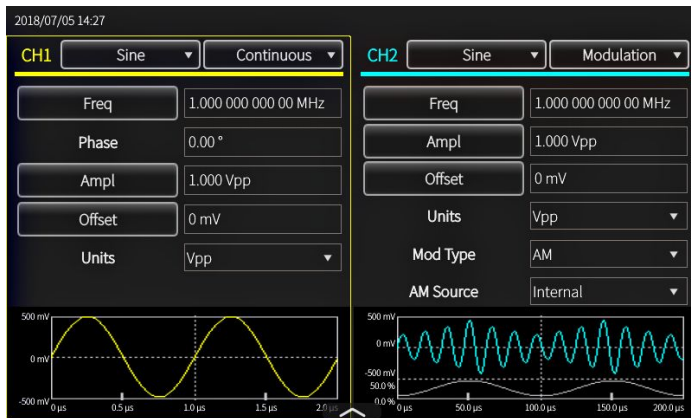 2018/07/05 14:27
CH1 Sine Continuous
Freq 1.000 000 000 00 MHz
Phase 0.00 °
Ampl 1.000 Vpp
Offset 0 mV
Units Vpp
500 mV
0 mV
-500 mV
0 µs 0.5 µs 1.0 µs 1.5 µs 2.0 µs
CH2 Sine Modulation
Freq 1.000 000 000 00 MHz
Ampl 1.000 Vpp
Offset 0 mV
Units Vpp
Mod Type AM
AM Source Internal
500 mV
0 mV
-500 mV
50.0 %
0.0 %
0 µs 50.0 µs 100.0 µs 150.0 µs 200.0 µs